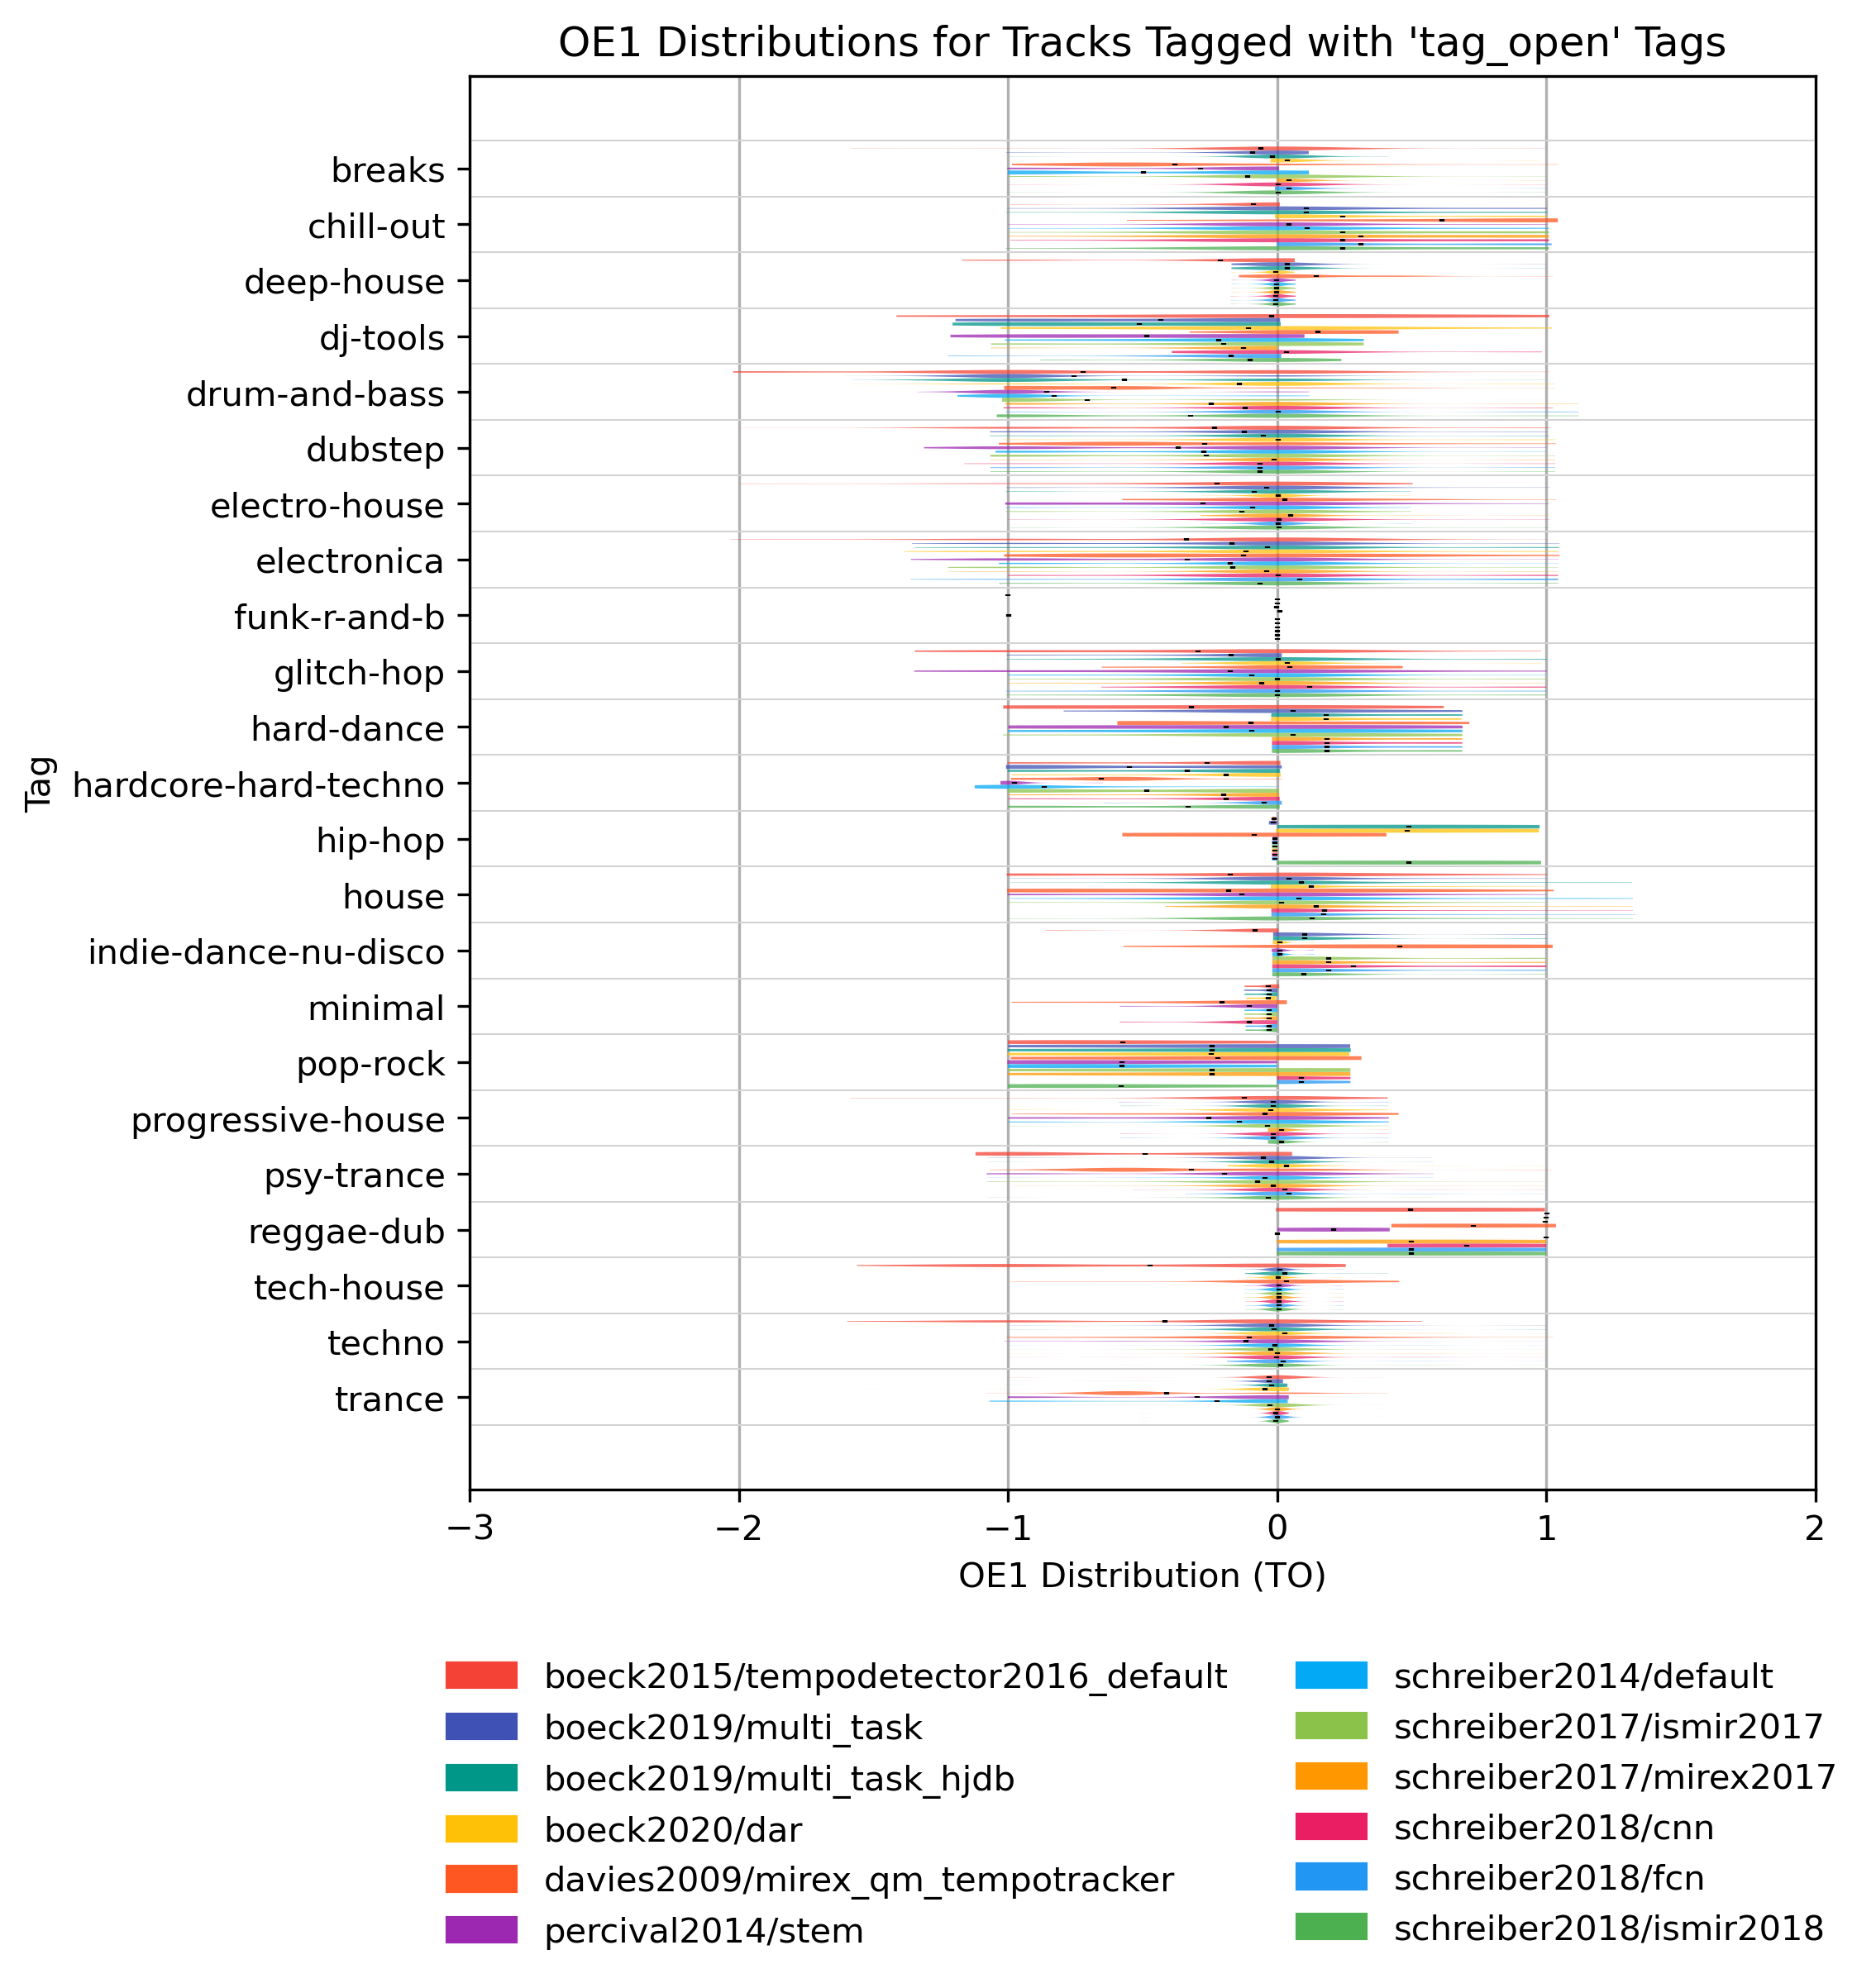 OE1 Distributions for Tracks Tagged with 'tag_open' Tags
breaks
chill-out
deep-house
dj-tools
drum-and-bass
dubstep
electro-house
electronica
funk-r-and-b
glitch-hop
hard-dance
hardcore-hard-techno
hip-hop
house
indie-dance-nu-disco
minimal
pop-rock
progressive-house
psy-trance
reggae-dub
tech-house
techno
trance
Tag
−3
−2
−1
0
1
2
OE1 Distribution (TO)
boeck2015/tempodetector2016_default
boeck2019/multi_task
boeck2019/multi_task_hjdb
boeck2020/dar
davies2009/mirex_qm_tempotracker
percival2014/stem
schreiber2014/default
schreiber2017/ismir2017
schreiber2017/mirex2017
schreiber2018/cnn
schreiber2018/fcn
schreiber2018/ismir2018